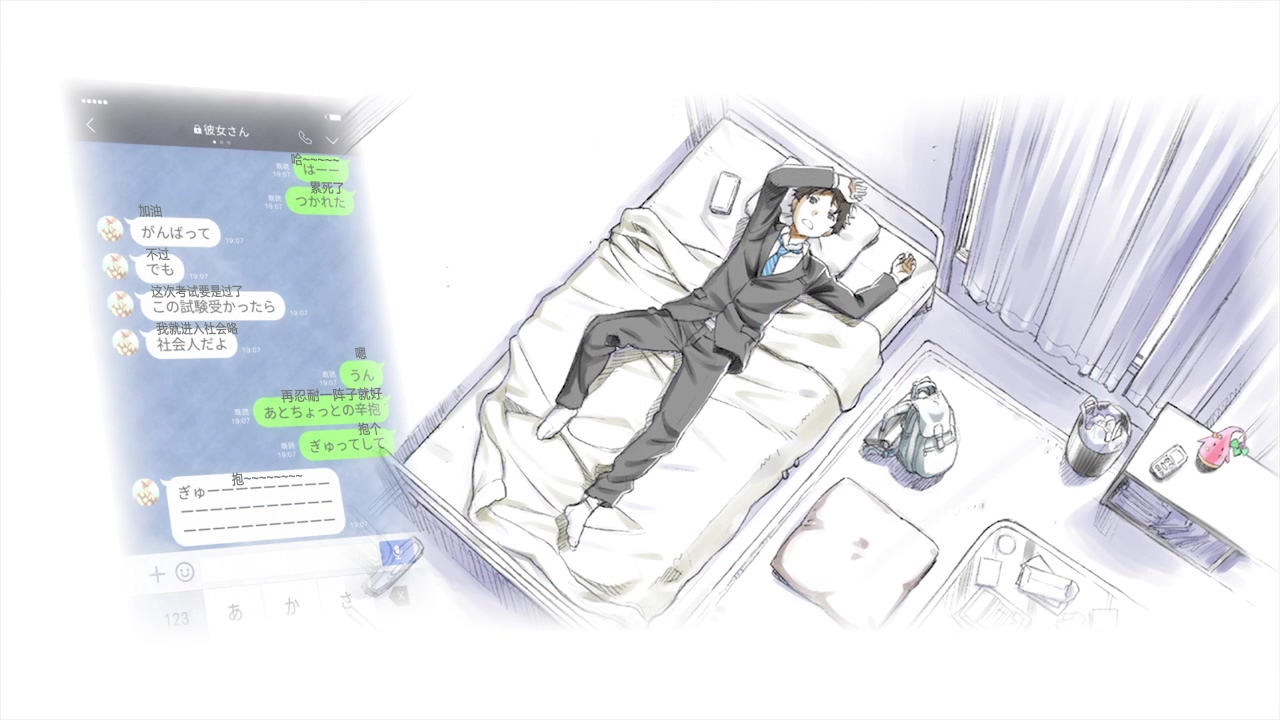 彼女さん
哈~~~~~
はーー
既読
19:07
累死了
つかれた
既読
19:07
加油
がんばって
19:07
不过
でも
19:07
这次考试要是过了
この試験受かったら
19:07
我就进入社会咯
社会人だよ
19:07
嗯
うん
既読
19:07
再忍耐一阵子就好
あとちょっとの辛抱
既読
19:07
抱个
ぎゅってして
既読
19:07
抱~~~~~~~~
ぎゅーーーーーーーー
ーーーーーーーーーー
ーーーーーーーーーー
19:07
123 あ か さ